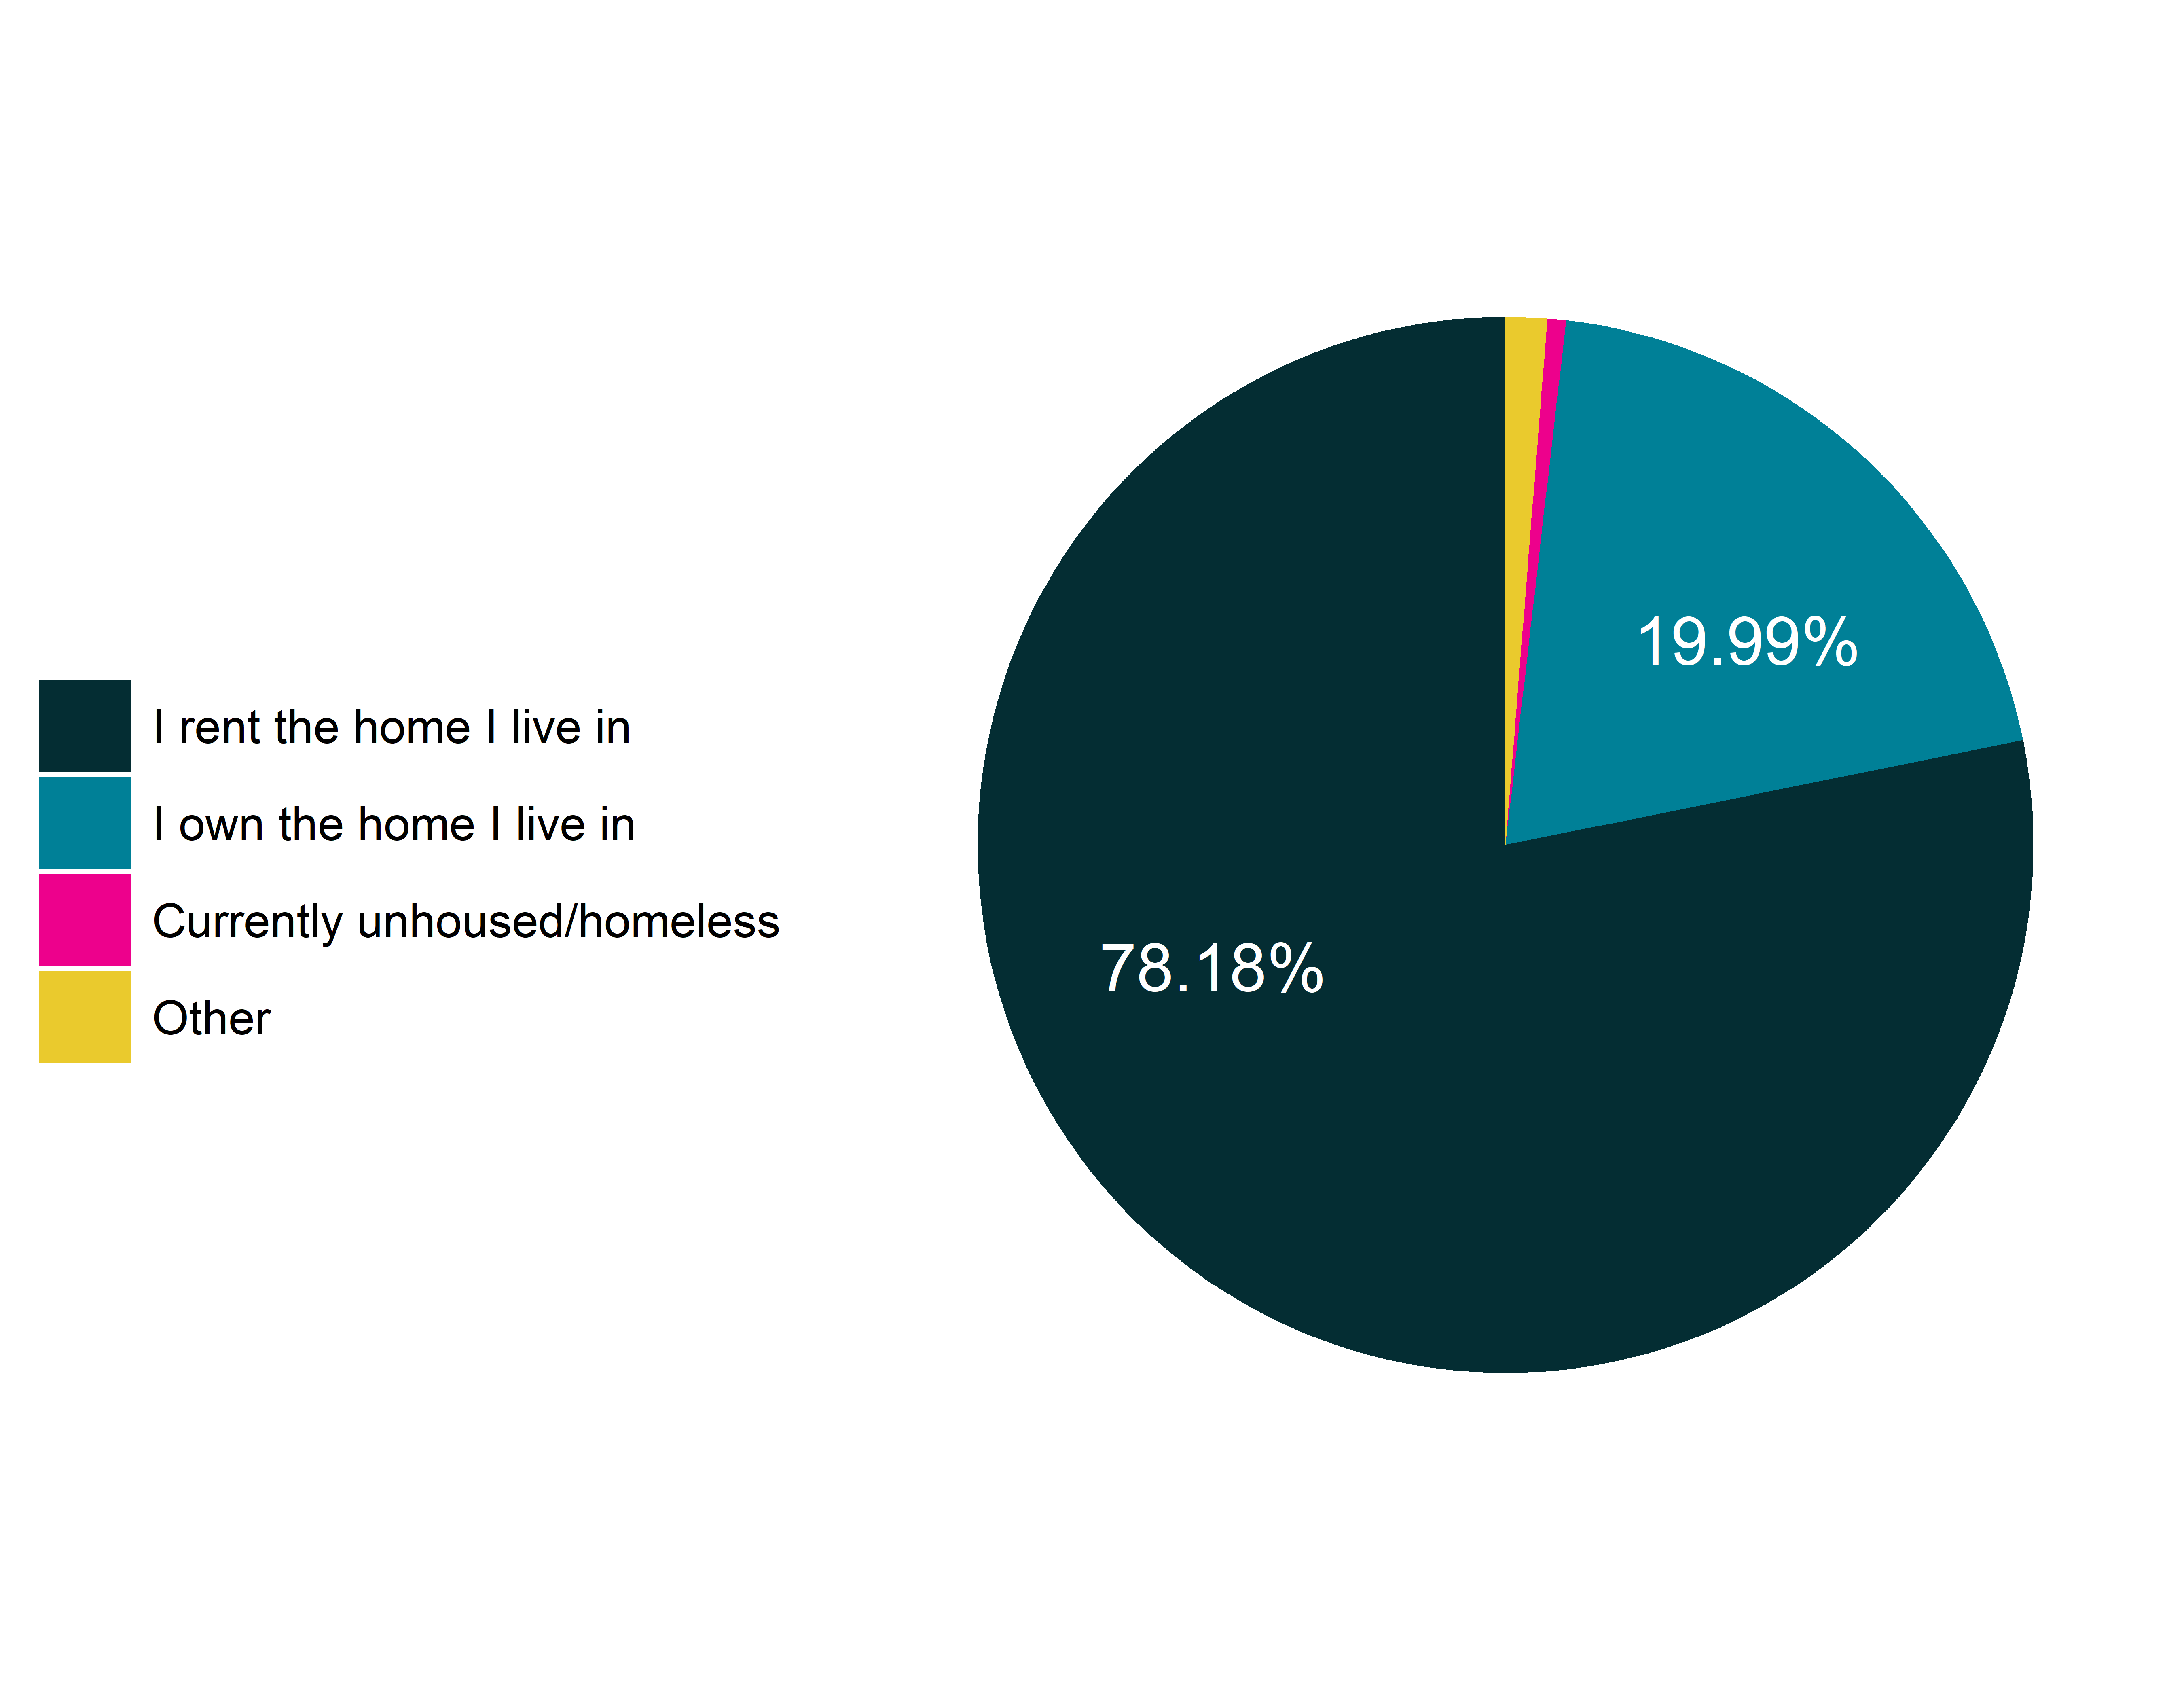 I rent the home I live in
I own the home I live in
Currently unhoused/homeless
Other
19.99%
78.18%